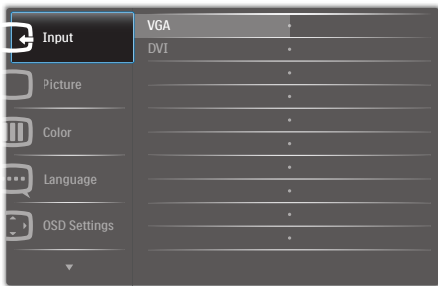 Input
Picture
Color
Language
OSD Settings
VGA
DVI